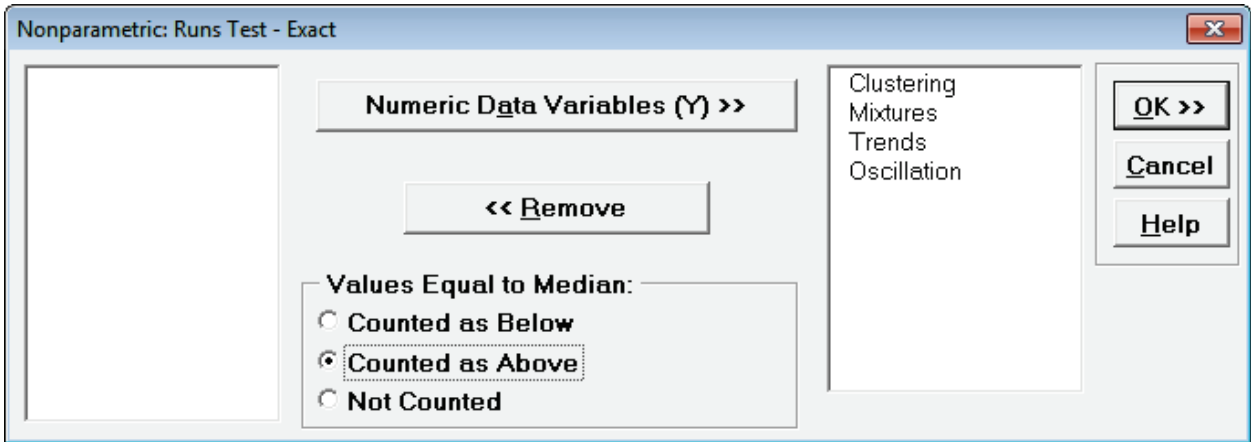 Nonparametric: Runs Test - Exact
Numeric Data Variables (Y) >>
<< Remove
Values Equal to Median:
Counted as Below
Counted as Above
Not Counted
Clustering
Mixtures
Trends
Oscillation
OK >>
Cancel
Help